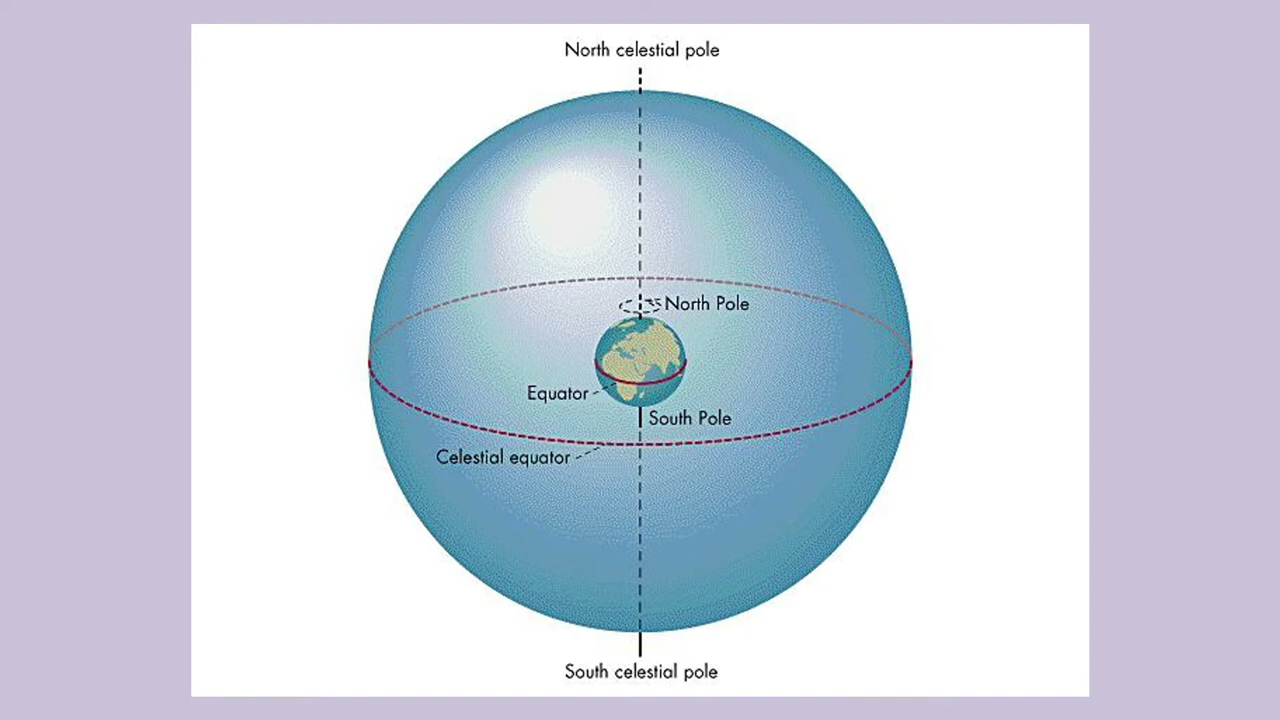 North celestial pole
North Pole
Equator
South Pole
Celestial equator
South celestial pole